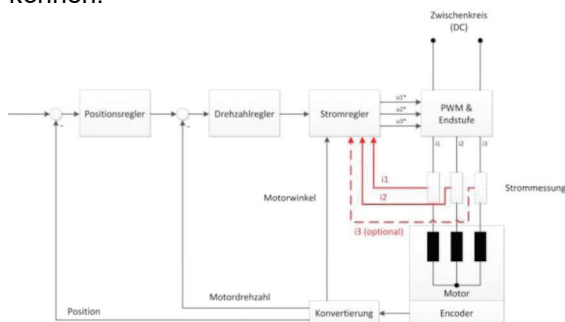 können.
Zwischenkreis
(DC)
Positionsregler
Drehzahlregler
Stromregler
u1*
u2*
u3*
PWM &
Endstufe
i1
i2
i3
i1
i2
Strommessung
Motorwinkel
i3 (optional)
Motor
Motordrehzahl
Position
Konvertierung
Encoder